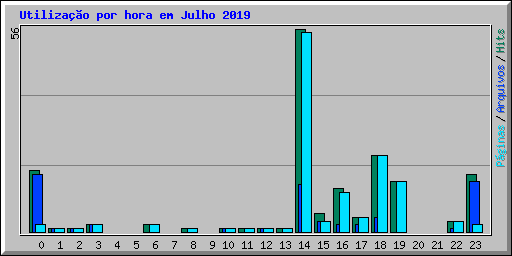 Utilização por hora em Julho 2019
56
Páginas / Arquivos / Hits
0 1 2 3 4 5 6 7 8 9 10 11 12 13 14 15 16 17 18 19 20 21 22 23